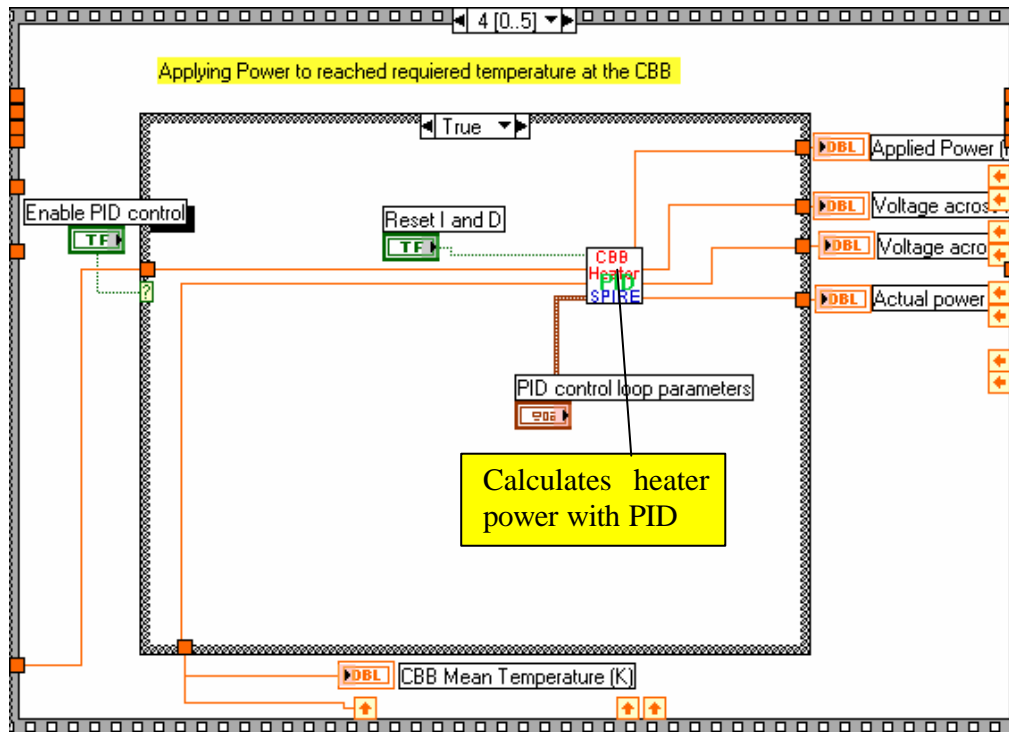 4 [0..5]
Applying Power to reached requiered temperature at the CBB
True
DBL Applied Power (
Enable PID control
TF
Reset I and D
TF
DBL Voltage across
DBL Voltage acro
CBB
Heater
PID
SPIRE
?
DBL Actual power
PID control loop parameters
Calculates heater
power with PID
DBL CBB Mean Temperature (K)